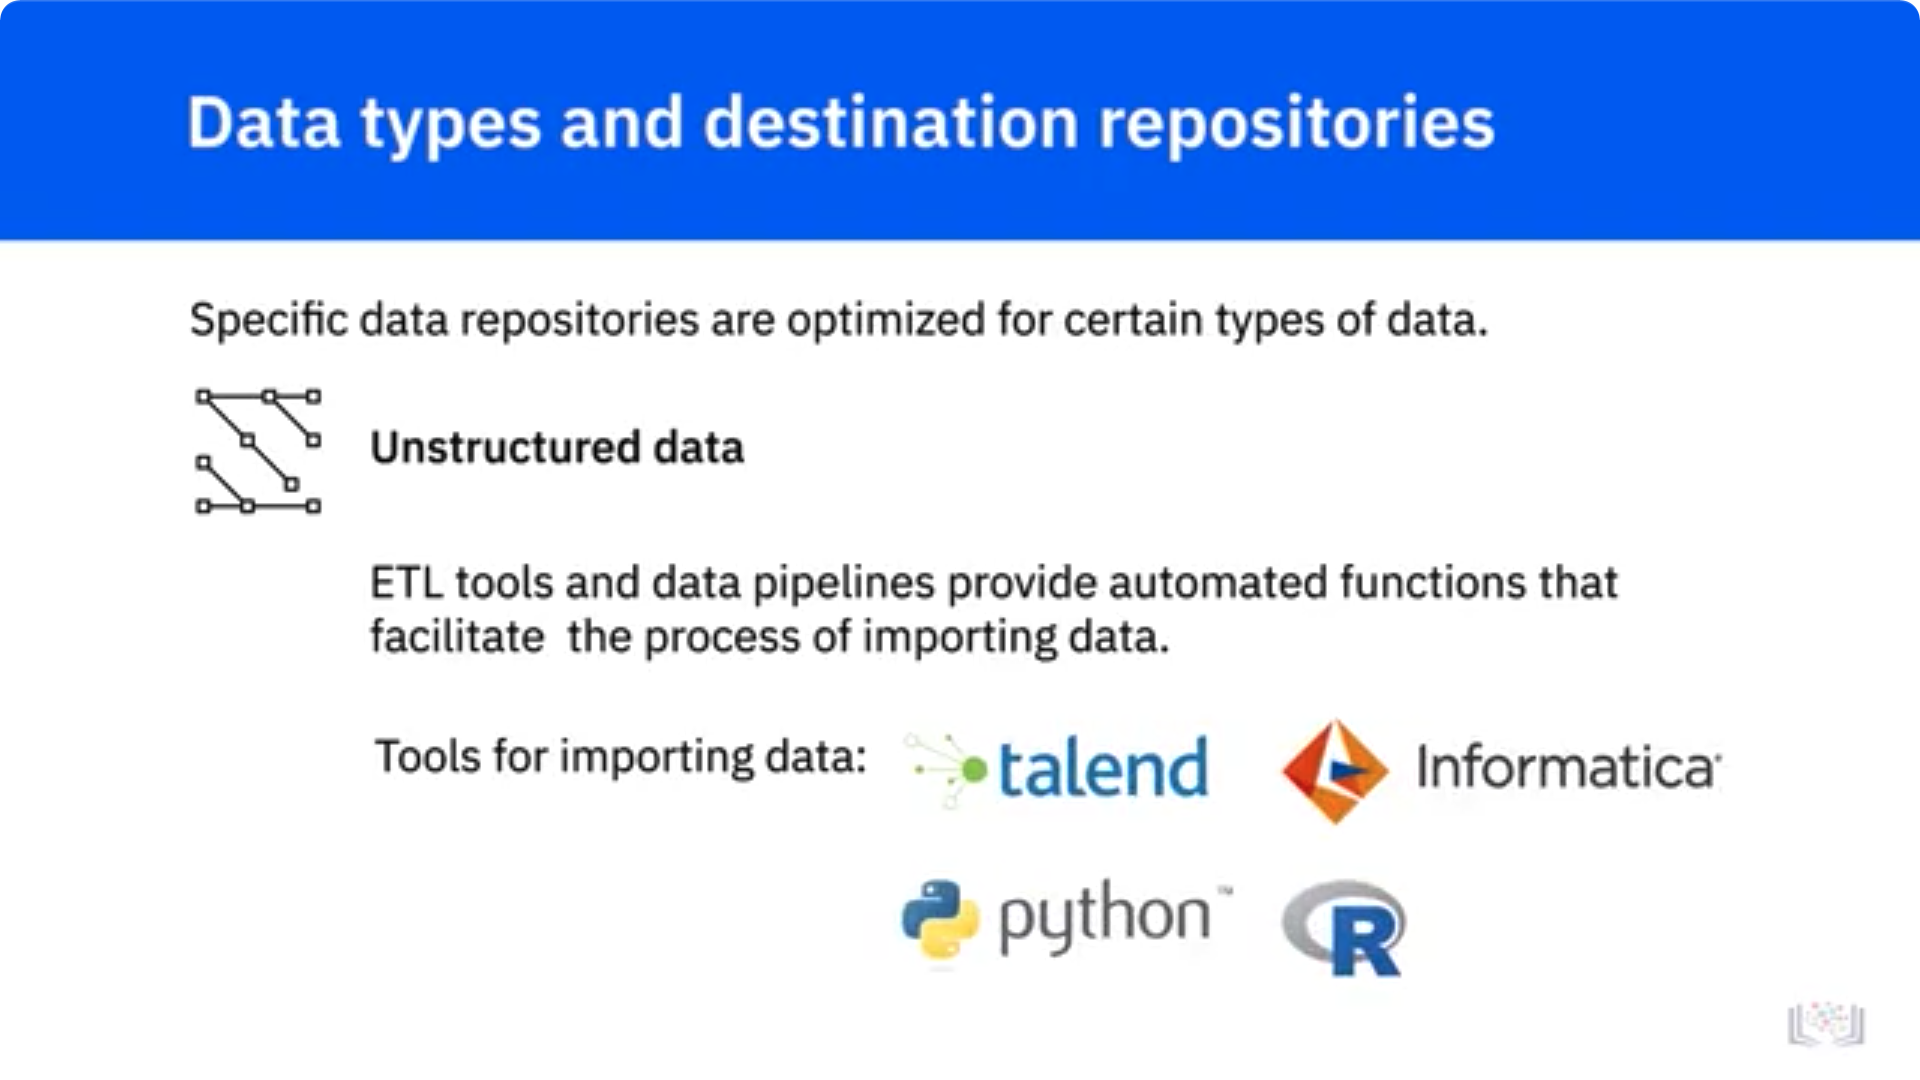 Data types and destination repositories
Specific data repositories are optimized for certain types of data.
Unstructured data
ETL tools and data pipelines provide automated functions that
facilitate  the process of importing data.
Tools for importing data:
talend
Informatica
python™
R